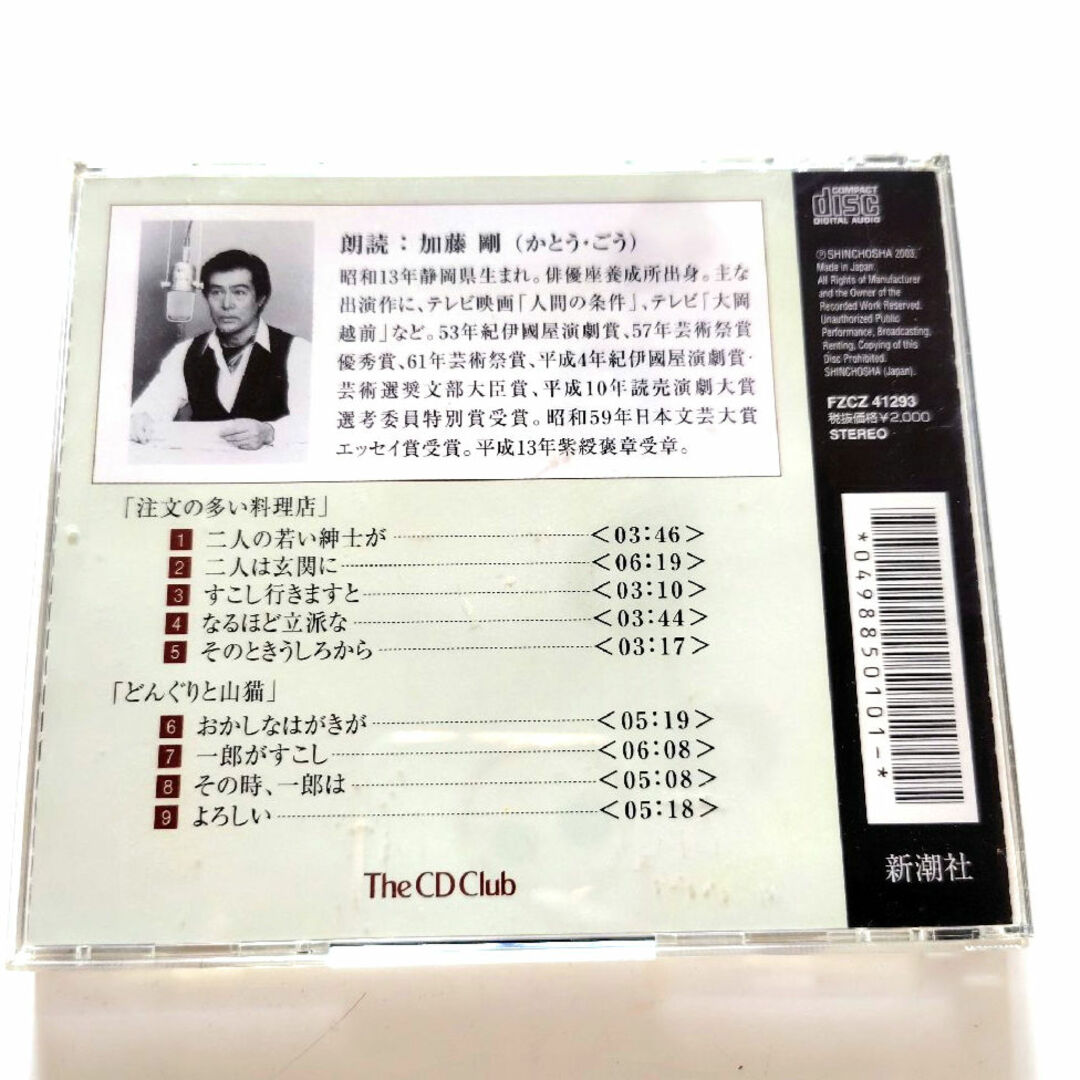 朗読：加藤 剛（かとう・ごう）
昭和13年静岡県生まれ。俳優座養成所出身。主な
出演作に、テレビ映画「人間の条件」、テレビ「大岡
越前」など。53年紀伊國屋演劇賞、57年芸術祭賞
優秀賞、61年芸術祭賞、平成4年紀伊國屋演劇賞・
芸術選奨文部大臣賞、平成10年読売演劇大賞
選考委員特別賞受賞。昭和59年日本文芸大賞
エッセイ賞受賞。平成13年紫綬褒章受章。
「注文の多い料理店」
1 二人の若い紳士が <03:46>
2 二人は玄関に <06:19>
3 すこし行きますと <03:10>
4 なるほど立派な <03:44>
5 そのときうしろから <03:17>
「どんぐりと山猫」
6 おかしなはがきが <05:19>
7 一郎がすこし <06:08>
8 その時、一郎は <05:08>
9 よろしい <05:18>
The CD Club
COMPACT
disc
DIGITAL AUDIO
Ⓟ SHINCHOSHA 2003.
Made in Japan.
All Rights of Manufacturer
and the Owner of the
Recorded Work Reserved.
Unauthorized Public
Performance, Broadcasting,
Renting, Copying of this
Disc Prohibited.
SHINCHOSHA (Japan).
FZCZ 41293
税抜価格￥2,000
STEREO
*0498850101-*
新潮社